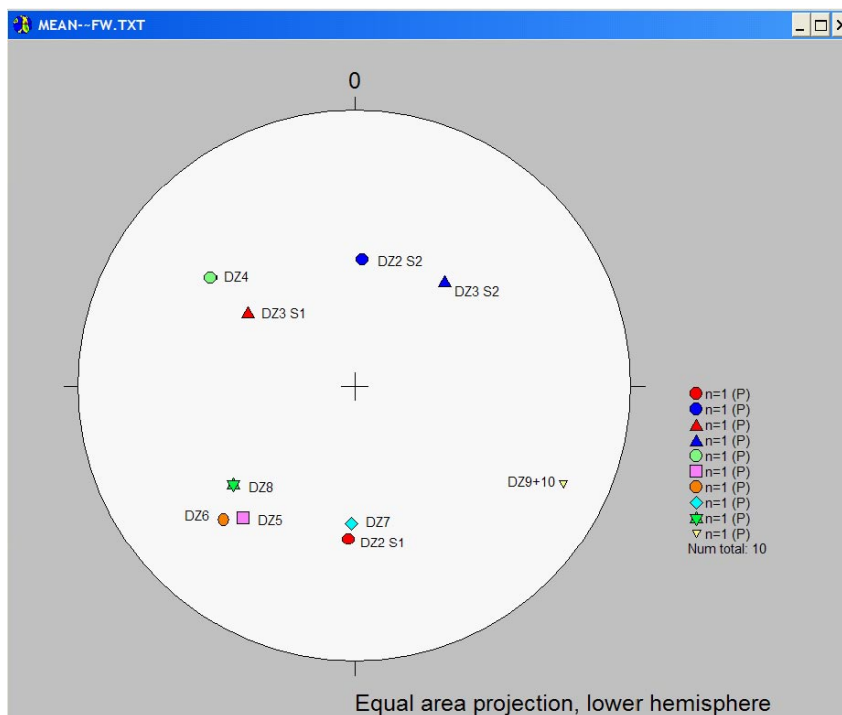 MEAN--FW.TXT
0
DZ2 S2
DZ4
DZ3 S2
DZ3 S1
n=1 (P)
n=1 (P)
n=1 (P)
n=1 (P)
n=1 (P)
n=1 (P)
n=1 (P)
n=1 (P)
n=1 (P)
n=1 (P)
Num total: 10
DZ9+10
DZ8
DZ6
DZ5
DZ7
DZ2 S1
Equal area projection, lower hemisphere